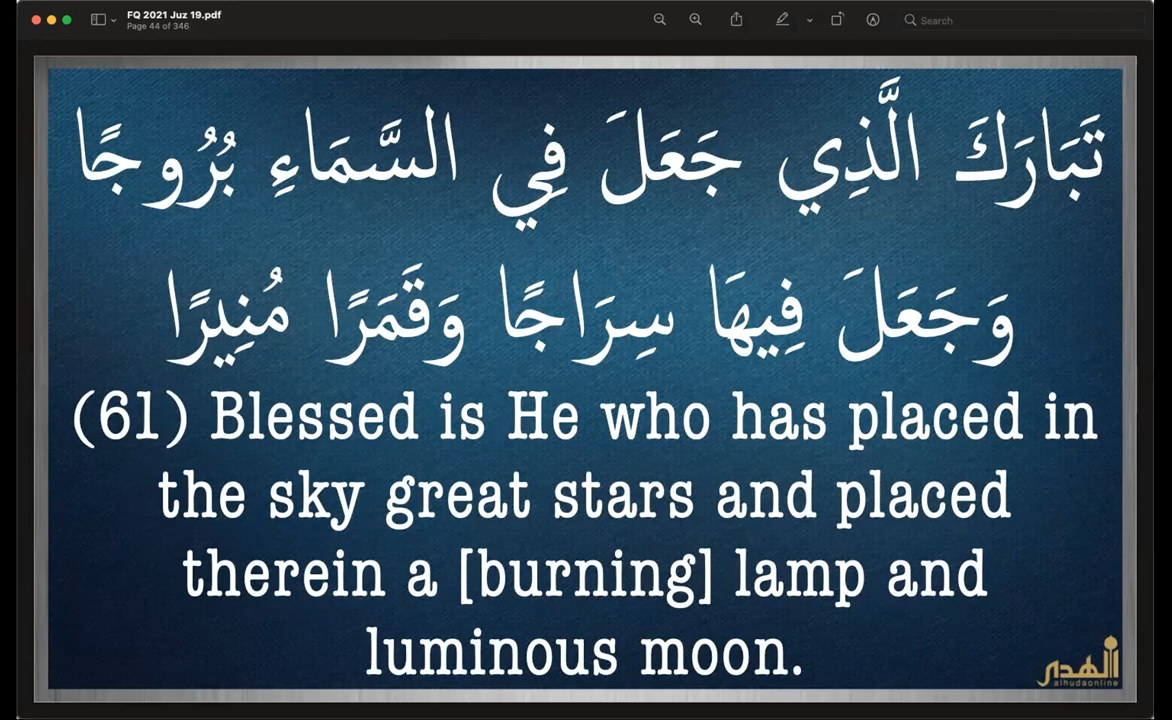 FQ 2021 Juz 19.pdf
Page 44 of 346
Search
تَبَارَكَ الَّذِي جَعَلَ فِي السَّمَاءِ بُرُوجًا
وَجَعَلَ فِيهَا سِرَاجًا وَقَمَرًا مُنِيرًا
(61) Blessed is He who has placed in
the sky great stars and placed
therein a [burning] lamp and
luminous moon.
الهدى
alhudaonline